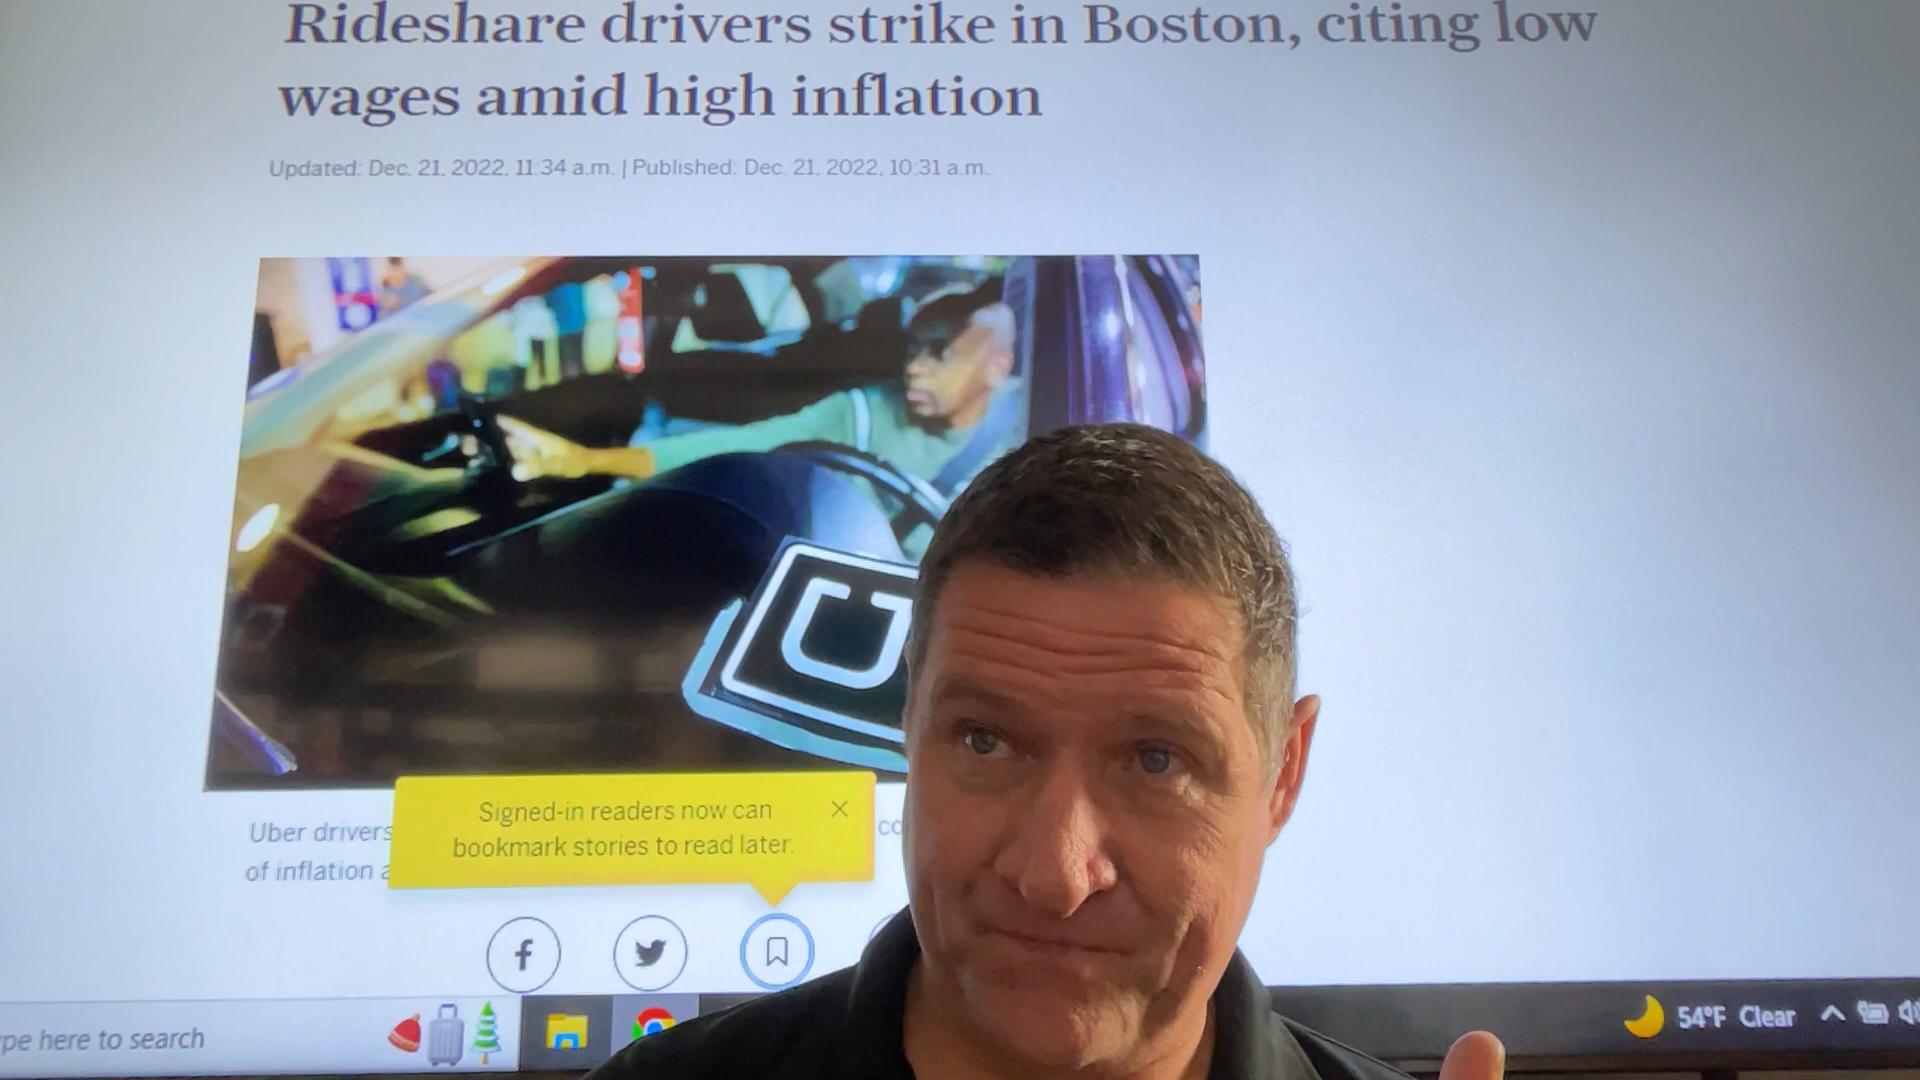 Rideshare drivers strike in Boston, citing low
wages amid high inflation
Updated: Dec. 21, 2022, 11:34 a.m. | Published: Dec. 21, 2022, 10:31 a.m.
Signed-in readers now can
bookmark stories to read later.
Uber drivers
of inflation
here to search
54°F Clear